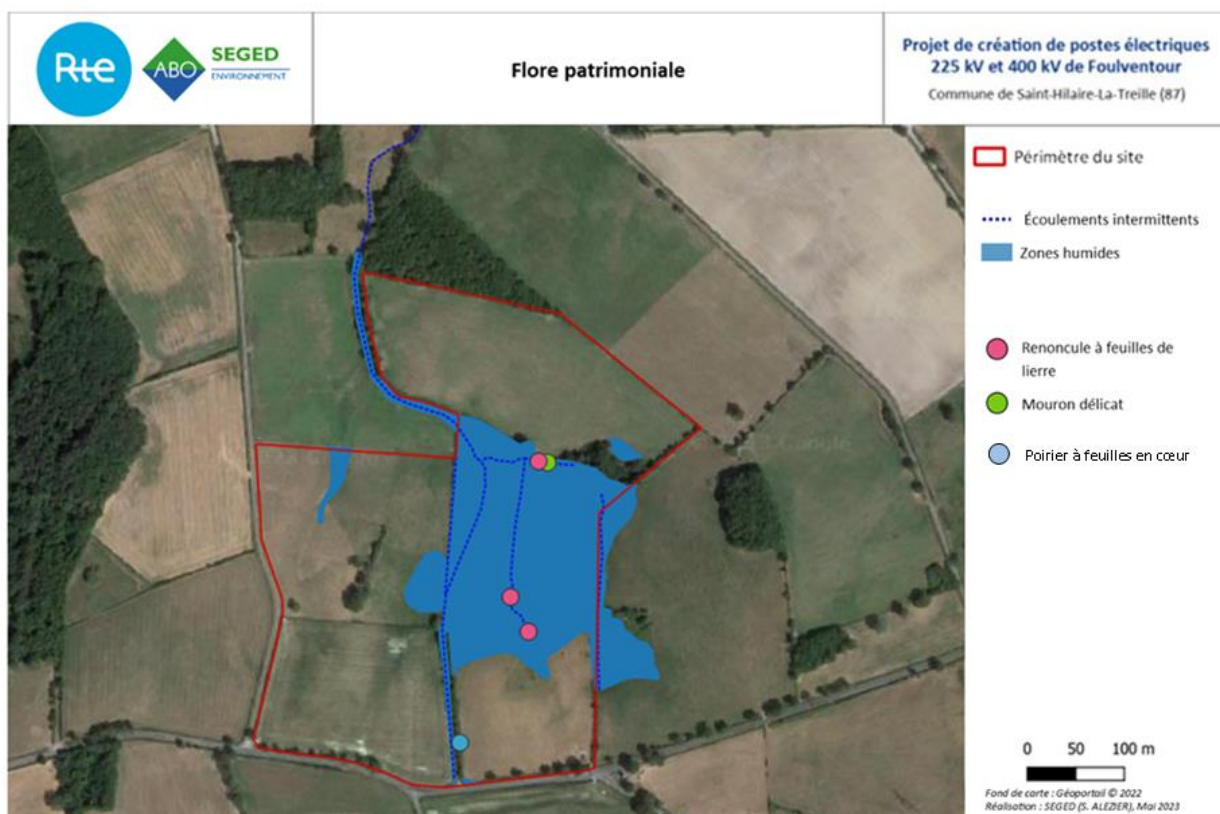 Rte
ABO
SEGED
ENVIRONNEMENT
Flore patrimoniale
Projet de création de postes électriques
225 kV et 400 kV de Foulventour
Commune de Saint-Hilaire-La-Treille (87)
Périmètre du site
Écoulements intermittents
Zones humides
Renoncule à feuilles de
lierre
Mouron délicat
Poirier à feuilles en cœur
0 50 100 m
Fond de carte : Géoportail © 2022
Réalisation : SEGED (S. ALEZIER), Mai 2023